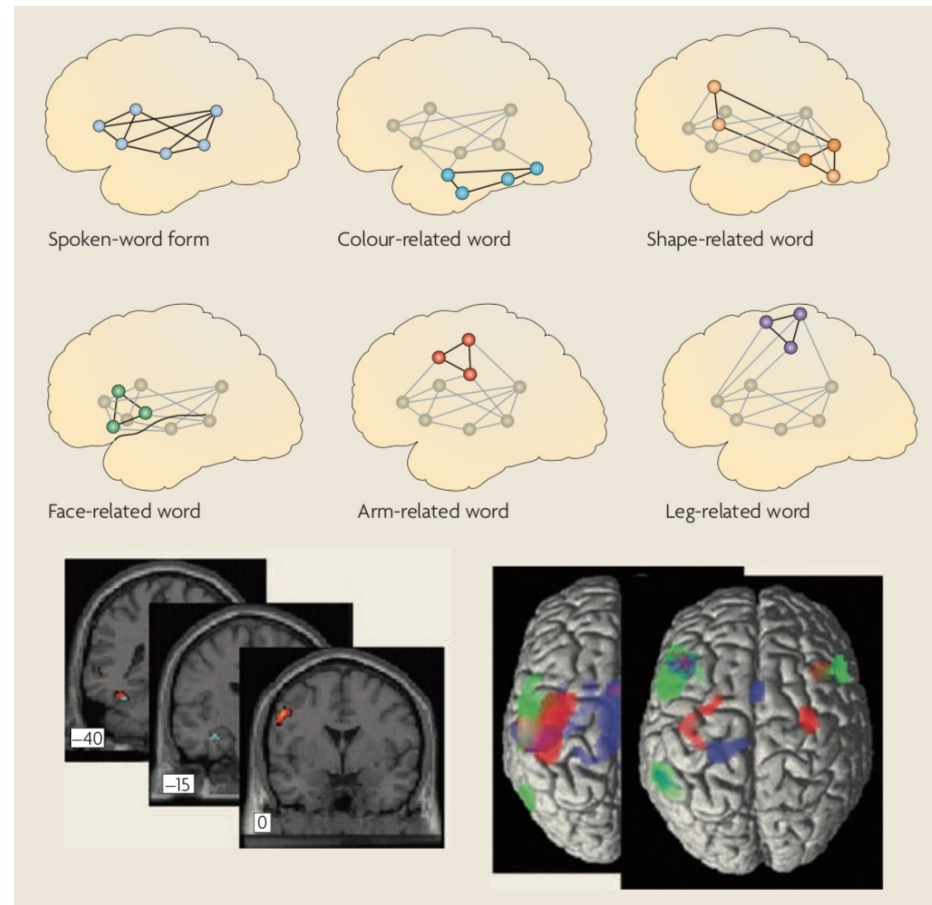 Spoken-word form
Colour-related word
Shape-related word
Face-related word
Arm-related word
Leg-related word
–40
–15
0